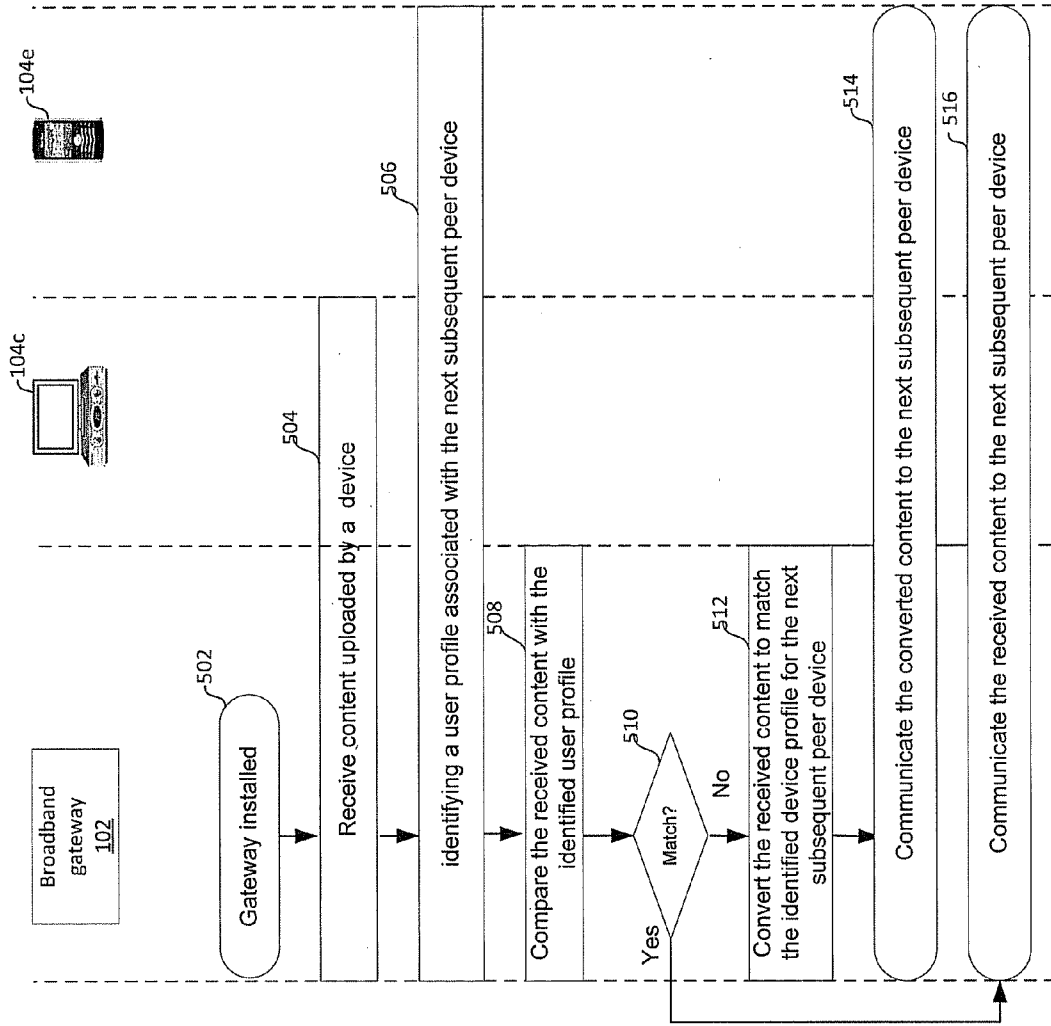 Broadband
gateway
102
104c
104e
502
Gateway installed
504
Receive content uploaded by a device
506
identifying a user profile associated with the next subsequent peer device
508
Compare the received content with the
identified user profile
510
Match?
Yes
No
512
Convert the received content to match
the identified device profile for the next
subsequent peer device
514
Communicate the converted content to the next subsequent peer device
516
Communicate the received content to the next subsequent peer device